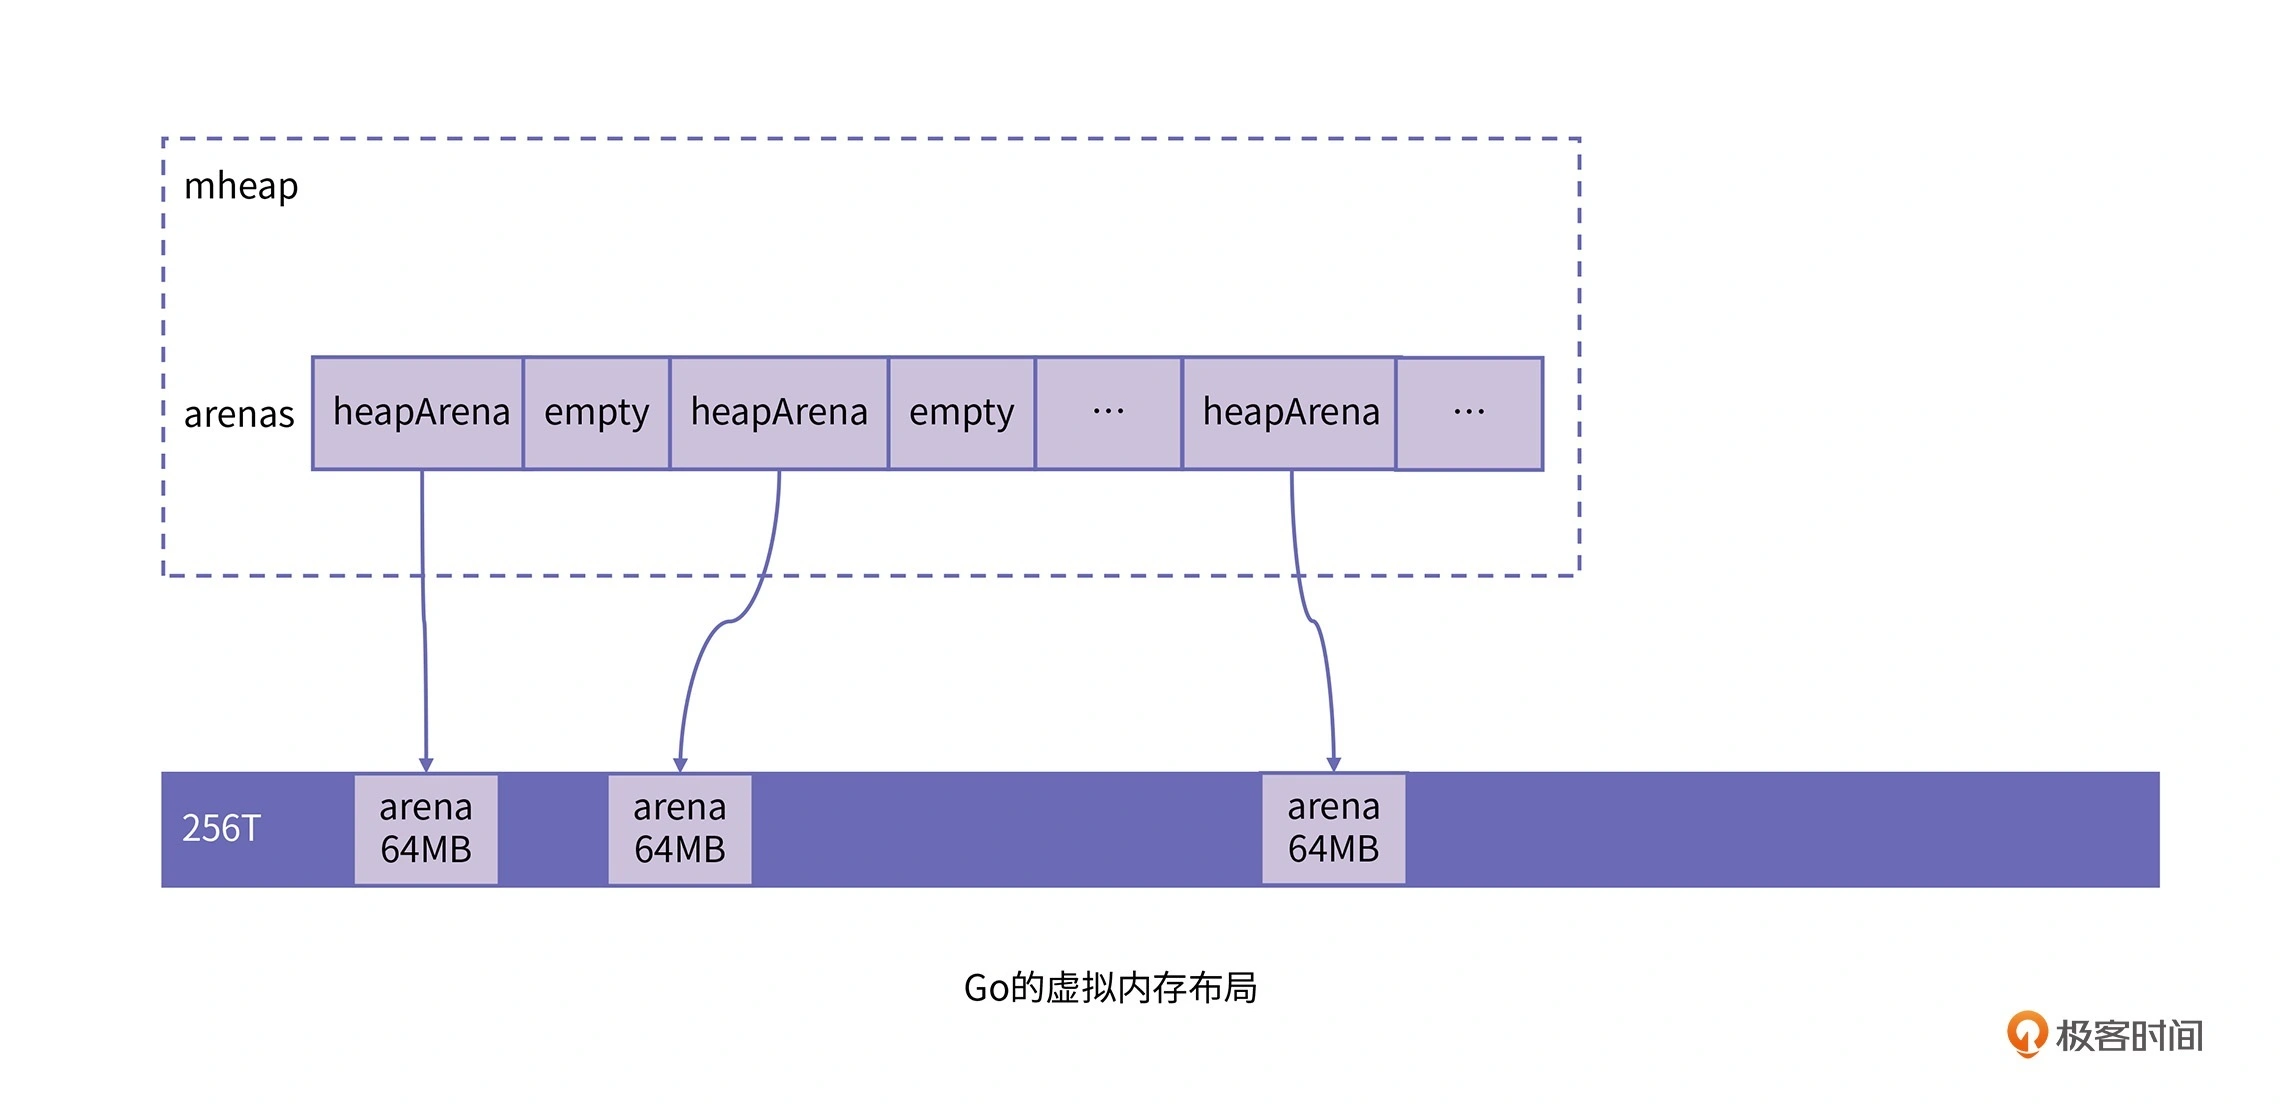 mheap
arenas heapArena empty heapArena empty … heapArena …
256T
arena
64MB
arena
64MB
arena
64MB
Go的虚拟内存布局
极客时间